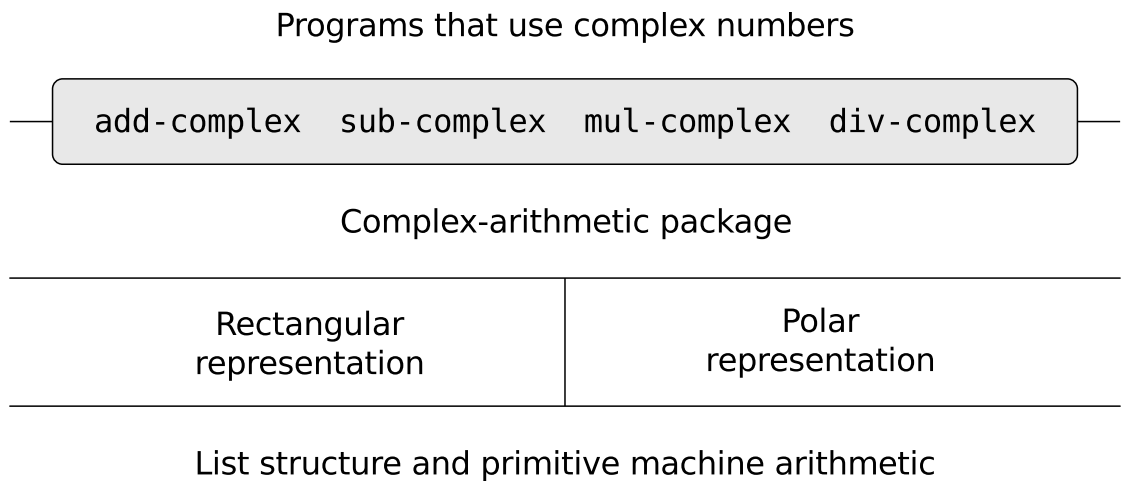 Programs that use complex numbers
add-complex sub-complex mul-complex div-complex
Complex-arithmetic package
Rectangular
representation
Polar
representation
List structure and primitive machine arithmetic